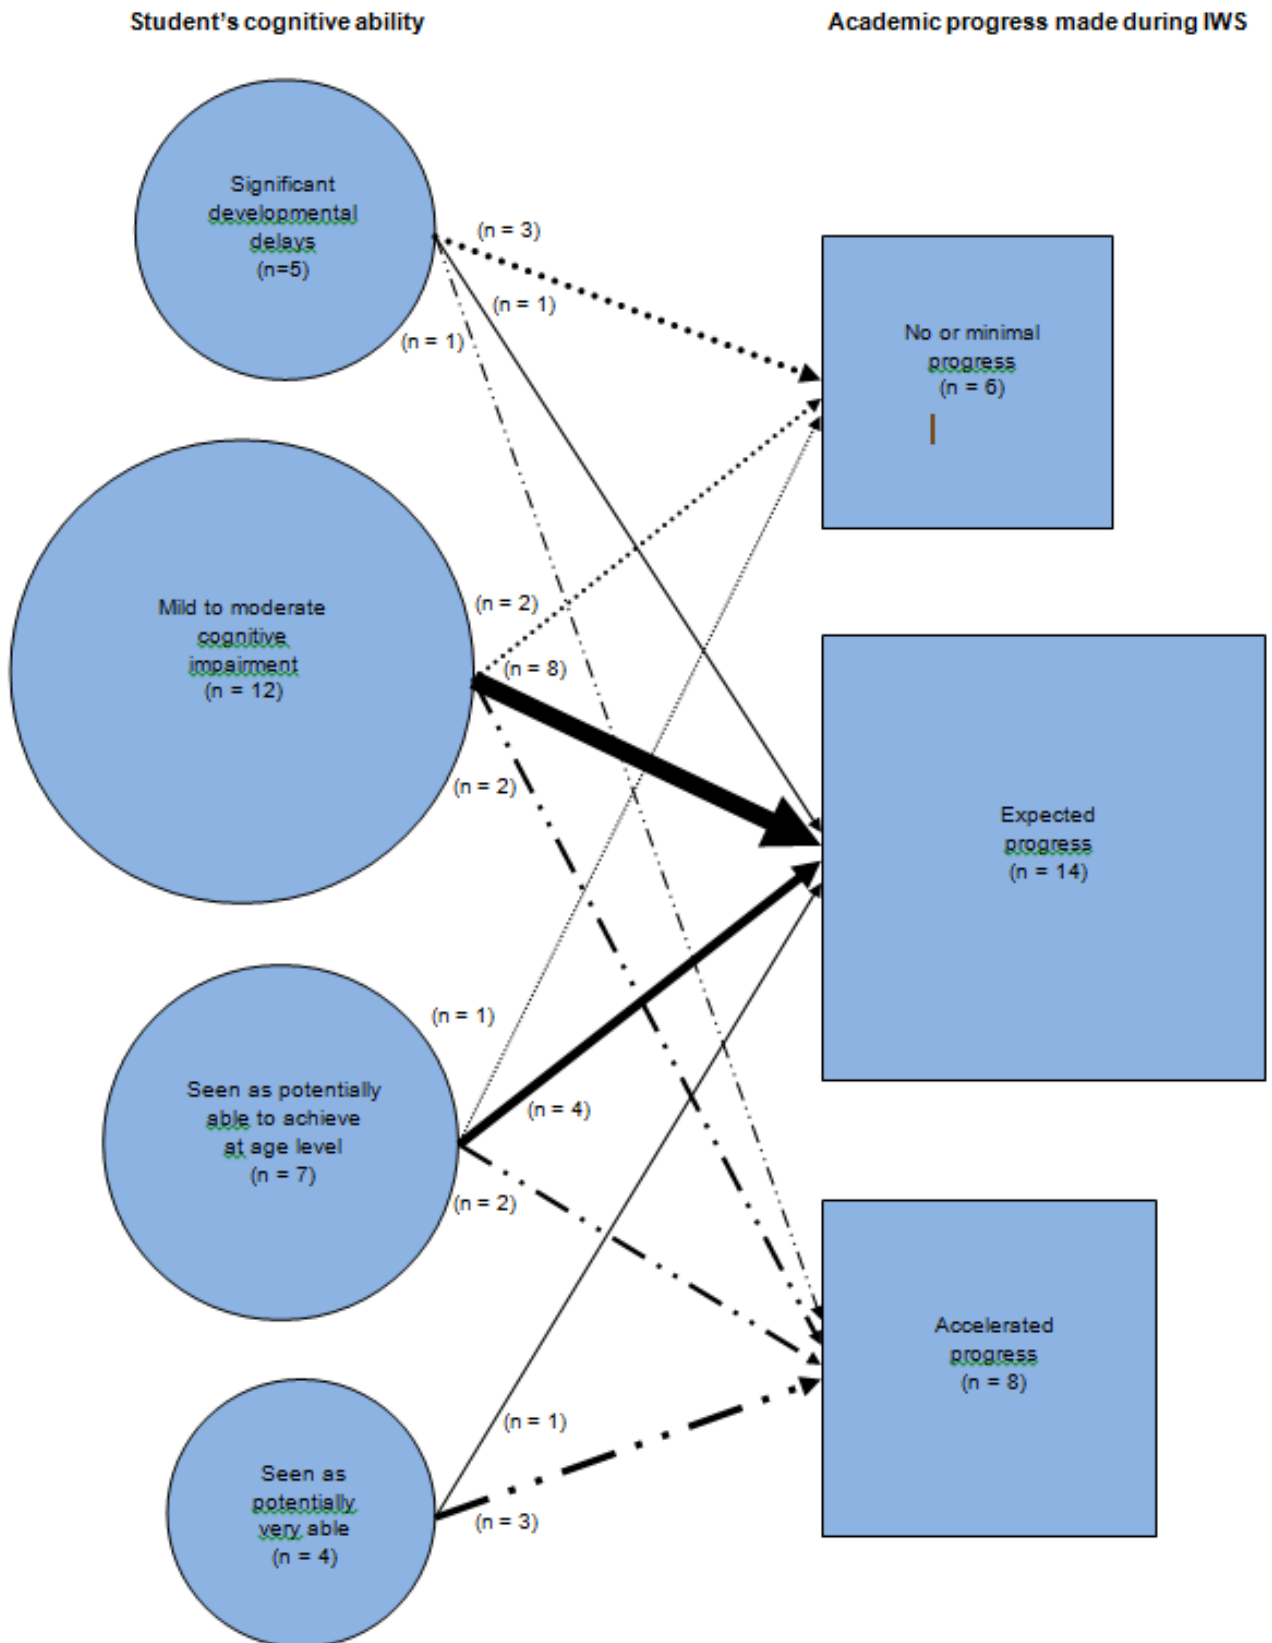 Student's cognitive ability
Academic progress made during IWS
Significant
developmental
delays
(n=5)
(n = 3)
(n = 1)
(n = 1)
No or minimal
progress
(n = 6)
Mild to moderate
cognitive
impairment
(n = 12)
(n = 2)
(n = 8)
(n = 2)
Expected
progress
(n = 14)
Seen as potentially
able to achieve
at age level
(n = 7)
(n = 1)
(n = 4)
(n = 2)
Accelerated
progress
(n = 8)
Seen as
potentially
very able
(n = 4)
(n = 1)
(n = 3)